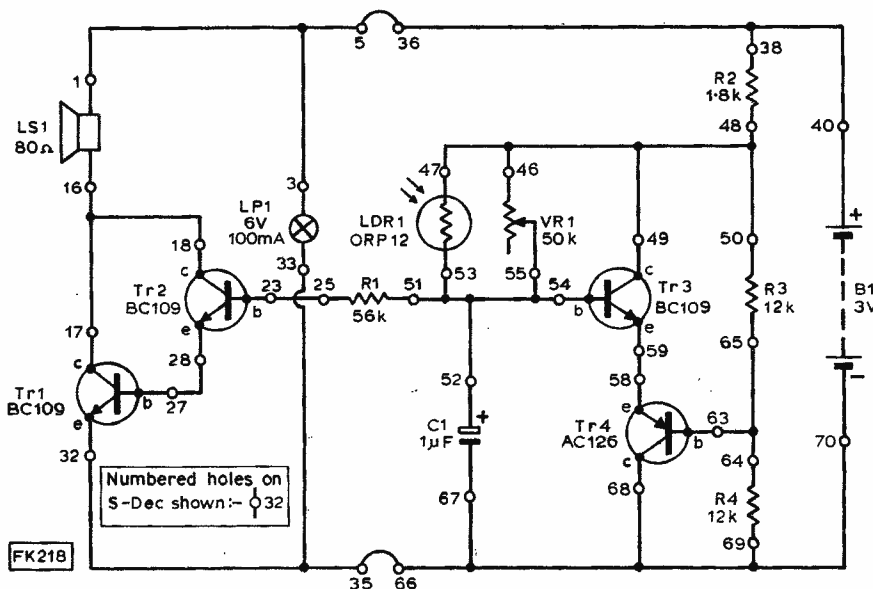 5
36
1
38
R2
1·8k
LS1
80Ω
48
40
16
3
47
46
LP1
6V
100mA
LDR1
ORP12
VR1
50k
18
49
50
+
c
33
53
55
c
Tr2
BC109
23
25
R1
51
54
Tr3
BC109
R3
12k
B1
3V
b
56k
b
e
e
17
28
59
65
−
c
52
58
Tr1
BC109
b
27
e
63
e
C1
1μF
+
Tr4
AC126
b
70
32
c
64
Numbered holes on
S-Dec shown:- 32
67
68
R4
12k
69
FK218
35
66